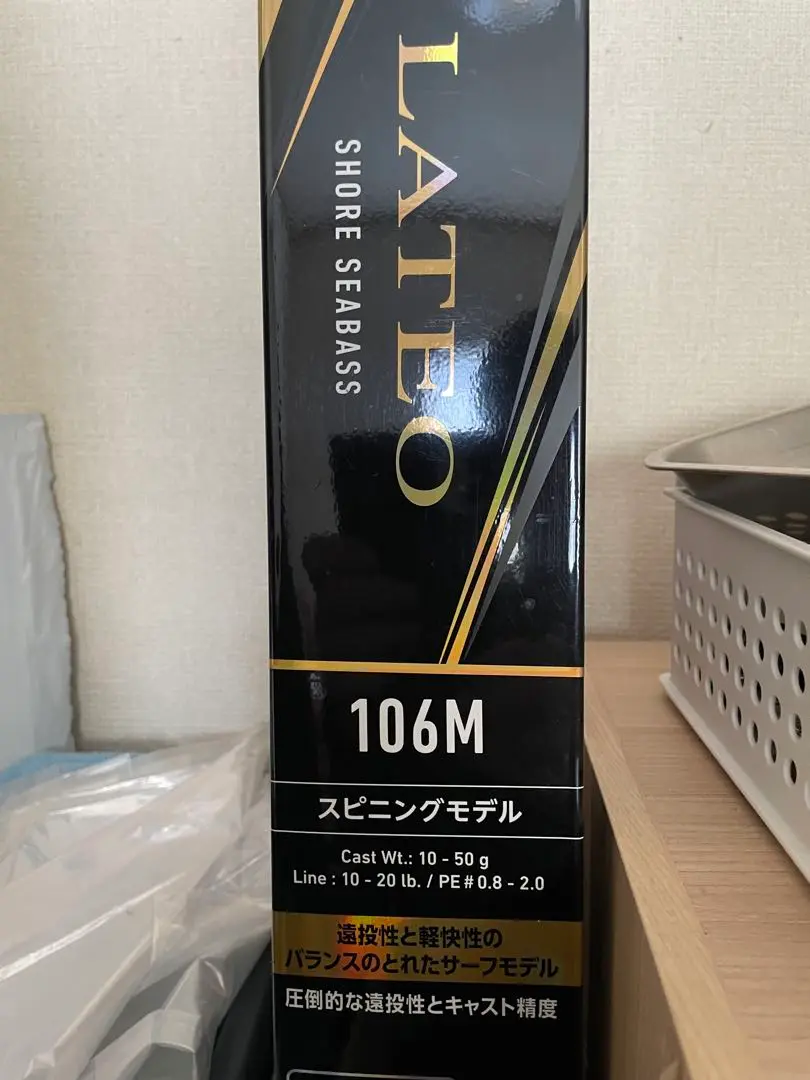 LATEO
SHORE SEABASS
106M
スピニングモデル
Cast Wt.: 10 - 50 g
Line : 10 - 20 lb. / PE#0.8 - 2.0
遠投性と軽快性の
バランスのとれたサーフモデル
圧倒的な遠投性とキャスト精度